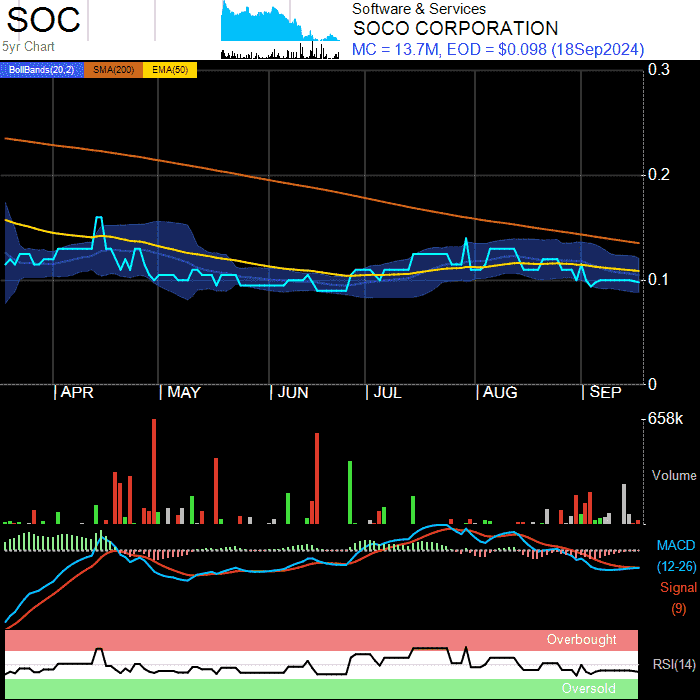 SOC
5yr Chart
Software & Services
SOCO CORPORATION
MC = 13.7M, EOD = $0.098 (18Sep2024)
BollBands(20,2) SMA(200) EMA(50)
0.3
0.2
0.1
0
APR MAY JUN JUL AUG SEP
658k
Volume
MACD
(12-26)
Signal
(9)
Overbought
RSI(14)
Oversold